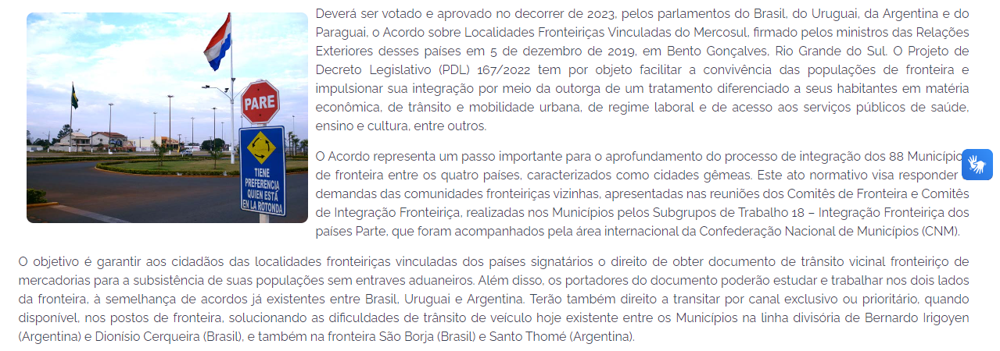 Deverá ser votado e aprovado no decorrer de 2023, pelos parlamentos do Brasil, do Uruguai, da Argentina e do
Paraguai, o Acordo sobre Localidades Fronteiriças Vinculadas do Mercosul, firmado pelos ministros das Relações
Exteriores desses países em 5 de dezembro de 2019, em Bento Gonçalves, Rio Grande do Sul. O Projeto de
Decreto Legislativo (PDL) 167/2022 tem por objeto facilitar a convivência das populações de fronteira e
impulsionar sua integração por meio da outorga de um tratamento diferenciado a seus habitantes em matéria
econômica, de trânsito e mobilidade urbana, de regime laboral e de acesso aos serviços públicos de saúde,
ensino e cultura, entre outros.
PARE
TIENE
PREFERENCIA
QUIEN ESTÁ
EN LA ROTONDA
O Acordo representa um passo importante para o aprofundamento do processo de integração dos 88 Município
de fronteira entre os quatro países, caracterizados como cidades gêmeas. Este ato normativo visa responder
demandas das comunidades fronteiriças vizinhas, apresentadas nas reuniões dos Comitês de Fronteira e Comitês
de Integração Fronteiriça, realizadas nos Municípios pelos Subgrupos de Trabalho 18 – Integração Fronteiriça dos
países Parte, que foram acompanhados pela área internacional da Confederação Nacional de Municípios (CNM).
O objetivo é garantir aos cidadãos das localidades fronteiriças vinculadas dos países signatários o direito de obter documento de trânsito vicinal fronteiriço de
mercadorias para a subsistência de suas populações sem entraves aduaneiros. Além disso, os portadores do documento poderão estudar e trabalhar nos dois lados
da fronteira, à semelhança de acordos já existentes entre Brasil, Uruguai e Argentina. Terão também direito a transitar por canal exclusivo ou prioritário, quando
disponível, nos postos de fronteira, solucionando as dificuldades de trânsito de veículo hoje existente entre os Municípios na linha divisória de Bernardo Irigoyen
(Argentina) e Dionísio Cerqueira (Brasil), e também na fronteira São Borja (Brasil) e Santo Thomé (Argentina).